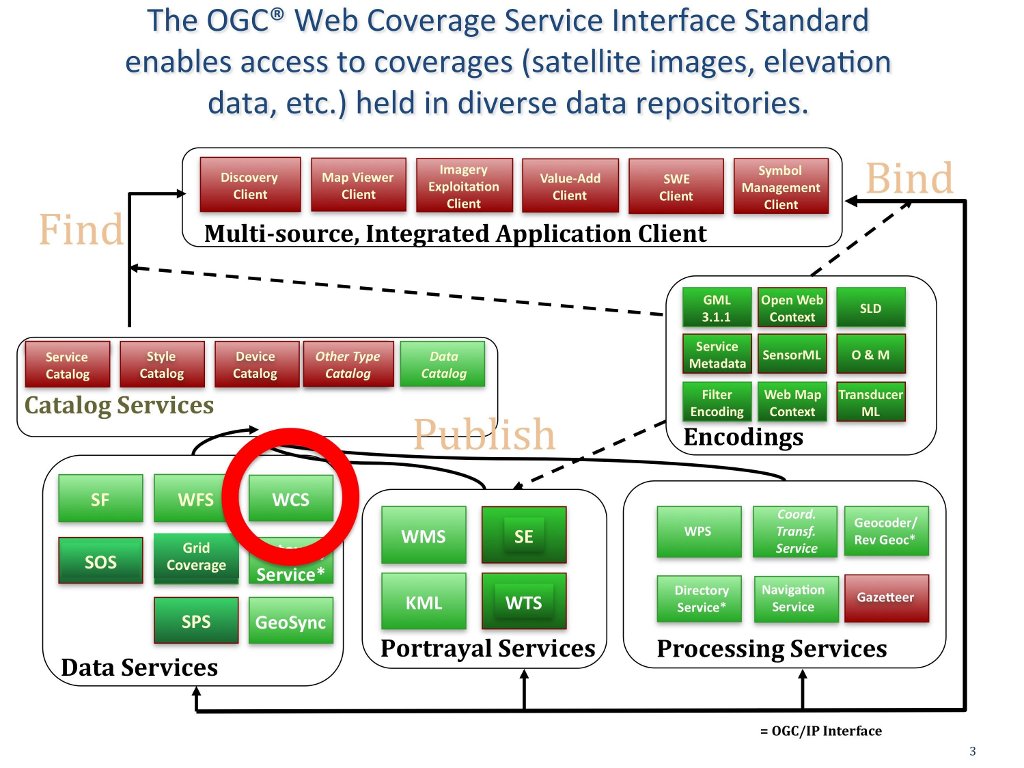 The OGC® Web Coverage Service Interface Standard
enables access to coverages (satellite images, elevation
data, etc.) held in diverse data repositories.
Discovery
Client
Map Viewer
Client
Imagery
Exploitation
Client
Value-Add
Client
SWE
Client
Symbol
Management
Client
Multi-source, Integrated Application Client
Bind
Find
GML
3.1.1
Open Web
Context
SLD
Service
Metadata
SensorML
O & M
Filter
Encoding
Web Map
Context
Transducer
ML
Encodings
Service
Catalog
Style
Catalog
Device
Catalog
Other Type
Catalog
Data
Catalog
Catalog Services
Publish
SF
WFS
WCS
SOS
Grid
Coverage
Service*
SPS
GeoSync
Data Services
WMS
SE
KML
WTS
Portrayal Services
WPS
Coord.
Transf.
Service
Geocoder/
Rev Geoc*
Directory
Service*
Navigation
Service
Gazetteer
Processing Services
= OGC/IP Interface
3